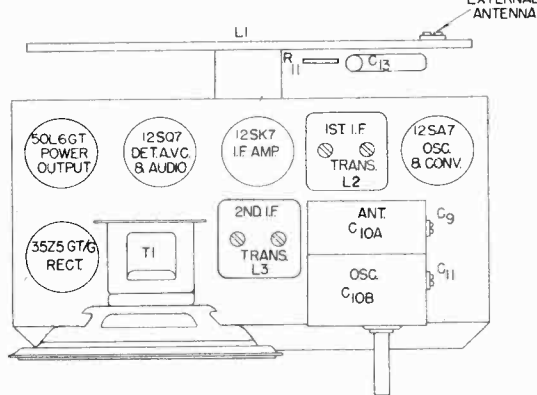 EXTERNAL
ANTENNA
L1
R11
C13
50L6GT
POWER
OUTPUT
12SQ7
DET. A.V.C.
& AUDIO
12SK7
I.F. AMP.
1ST I.F.
TRANS.
L2
12SA7
OSC.
& CONV.
35Z5 GT/G
RECT.
T1
2ND. I.F.
TRANS.
L3
ANT.
C10A
C9
OSC.
C10B
C11